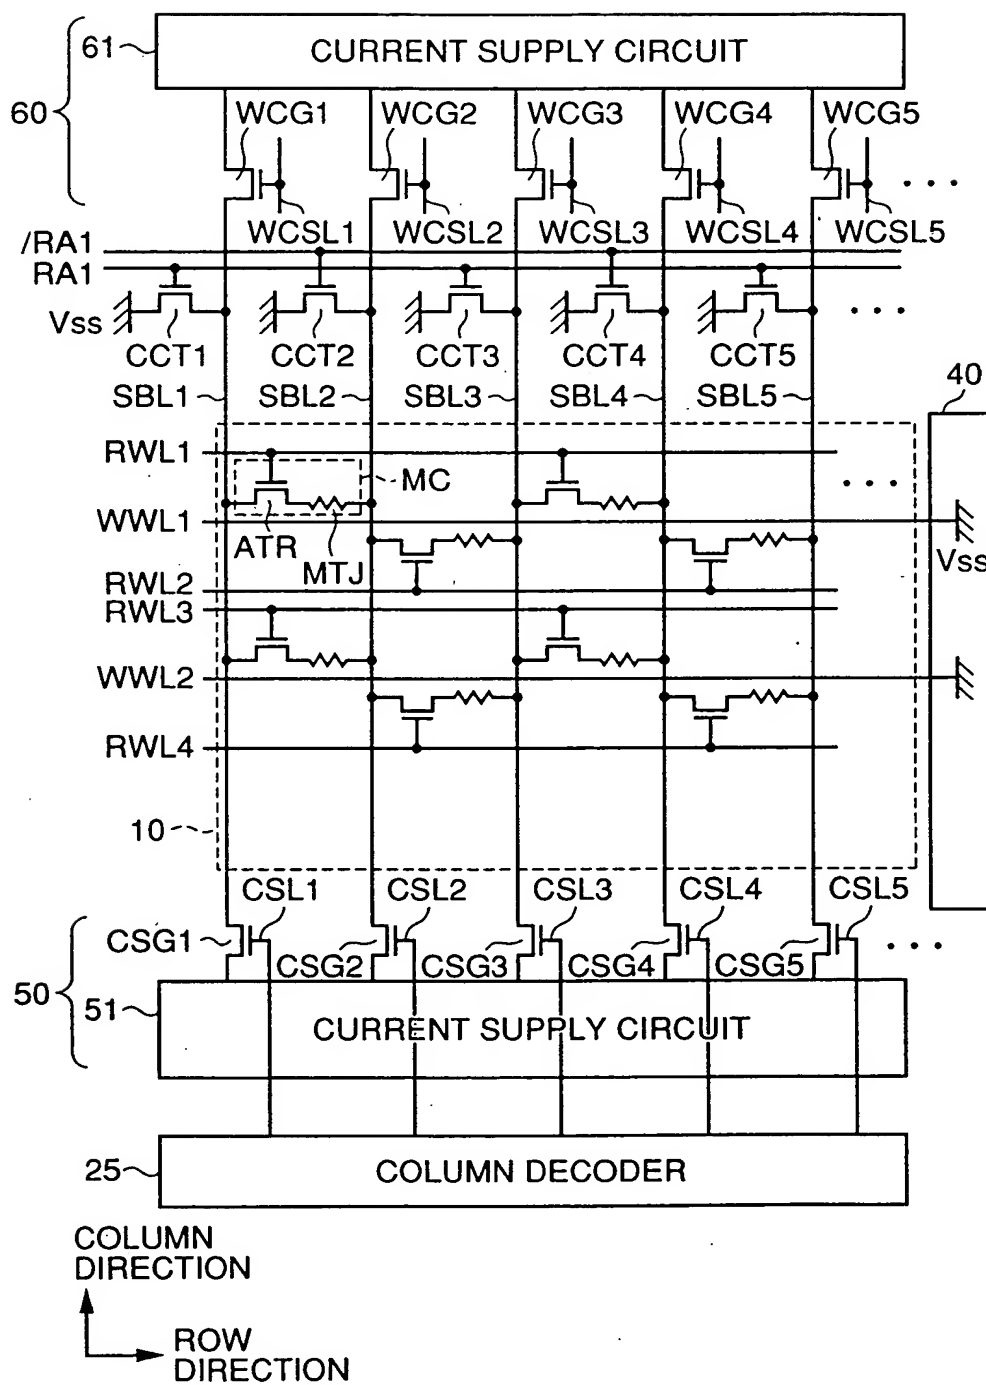 61
CURRENT SUPPLY CIRCUIT
60
WCG1 WCG2 WCG3 WCG4 WCG5
WCSL1 WCSL2 WCSL3 WCSL4 WCSL5
/RA1
RA1
Vss
CCT1 CCT2 CCT3 CCT4 CCT5
SBL1 SBL2 SBL3 SBL4 SBL5
40
RWL1
MC
WWL1
ATR
MTJ
Vss
RWL2
RWL3
WWL2
RWL4
10
CSL1 CSL2 CSL3 CSL4 CSL5
CSG1 CSG2 CSG3 CSG4 CSG5
50
51
CURRENT SUPPLY CIRCUIT
25
COLUMN DECODER
COLUMN
DIRECTION
ROW
DIRECTION